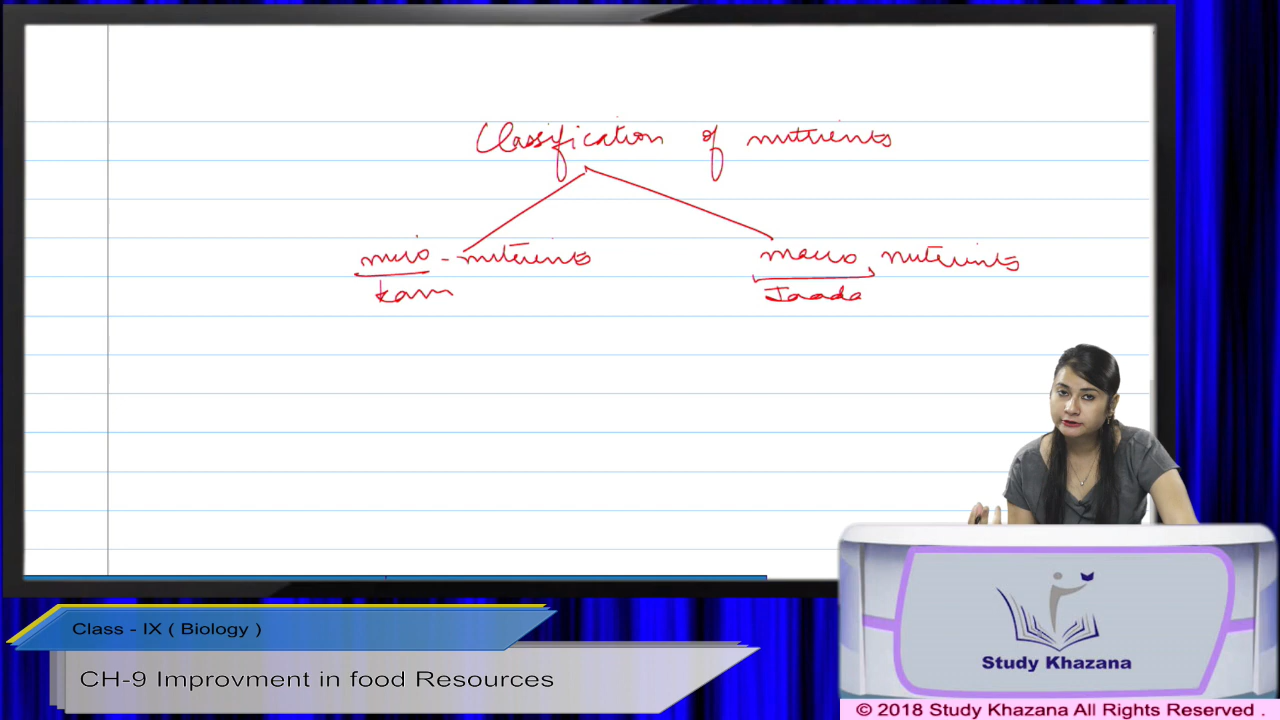 Classification of nutrients
micro - nutrients
macro nutrients
kam
Jaada
Study Khazana
Class - IX ( Biology )
CH-9 Improvment in food Resources
© 2018 Study Khazana All Rights Reserved .